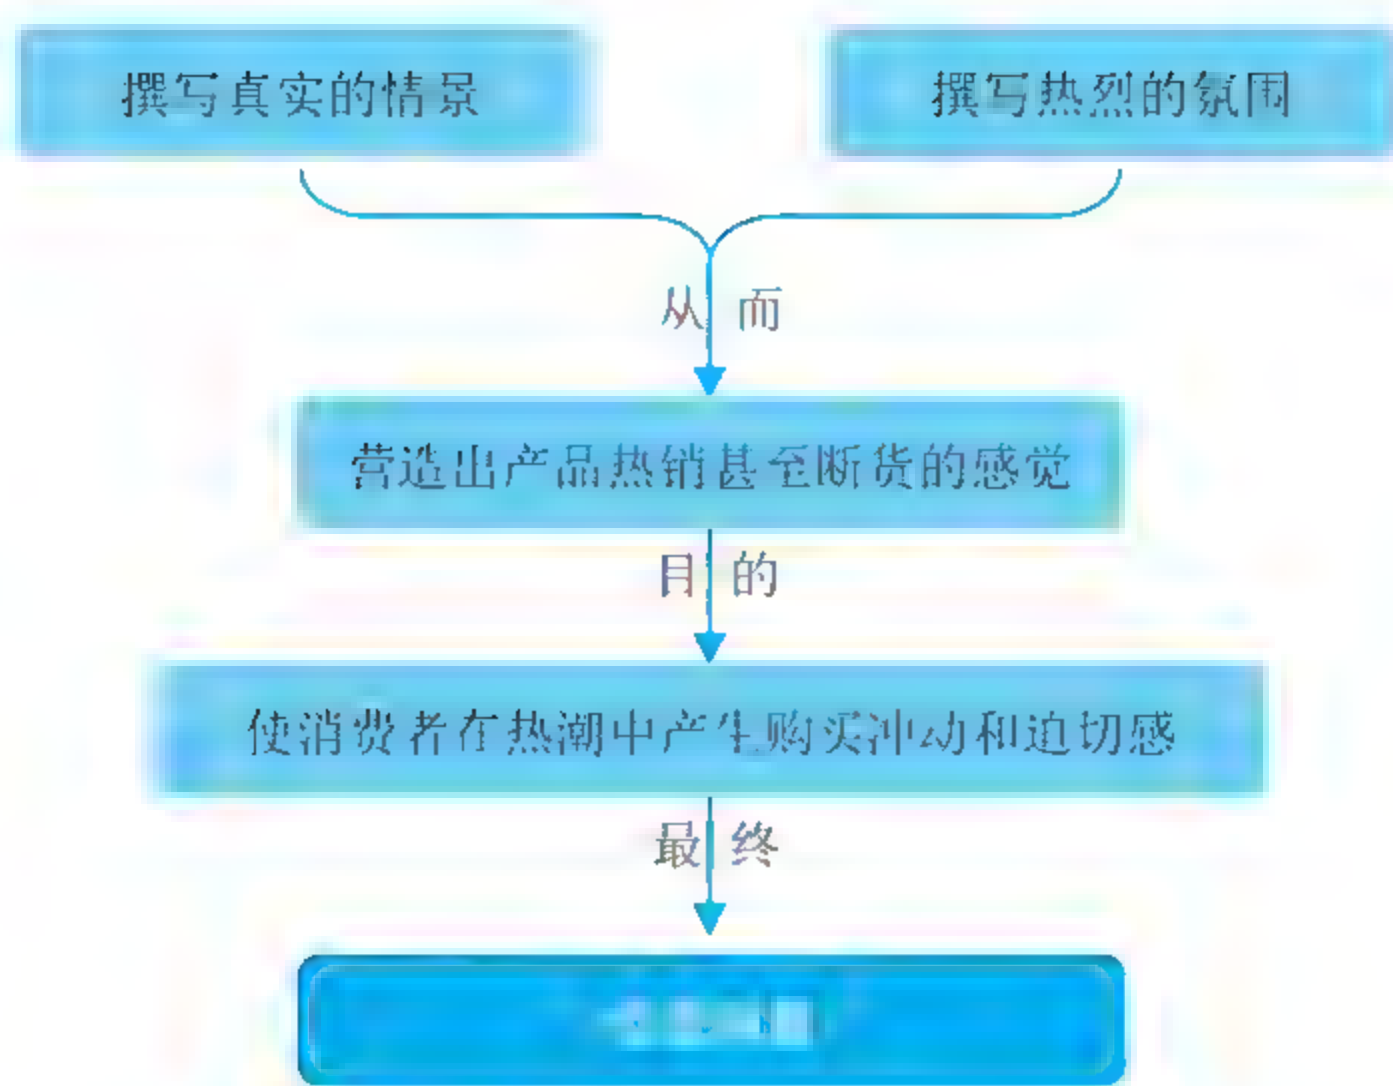 撰写真实的情景
撰写热烈的氛围
从而
营造出产品热销甚至断货的感觉
目的
使消费者在热潮中产生购买冲动和迫切感
最终